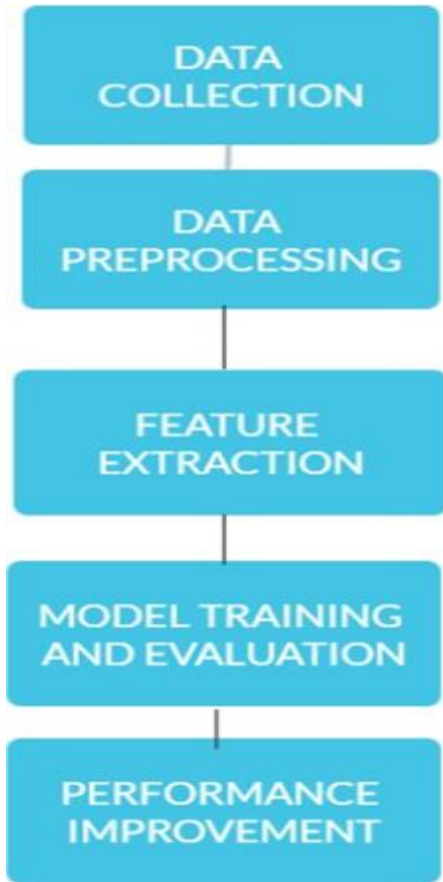 DATA
COLLECTION
DATA
PREPROCESSING
FEATURE
EXTRACTION
MODEL TRAINING
AND EVALUATION
PERFORMANCE
IMPROVEMENT